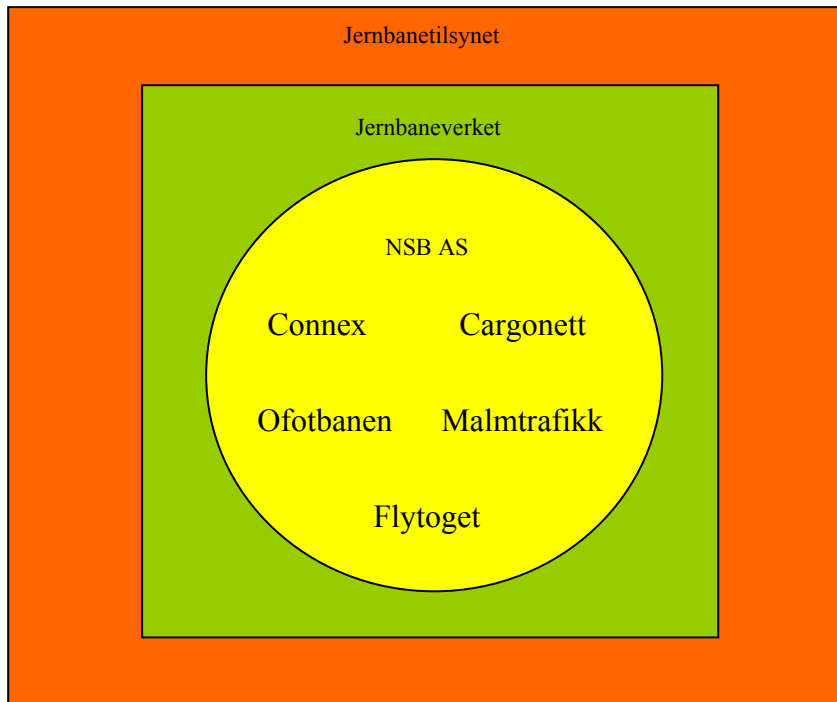 Jernbanetilsynet
Jernbaneverket
NSB AS
Connex Cargonett
Ofotbanen Malmtrafikk
Flytoget